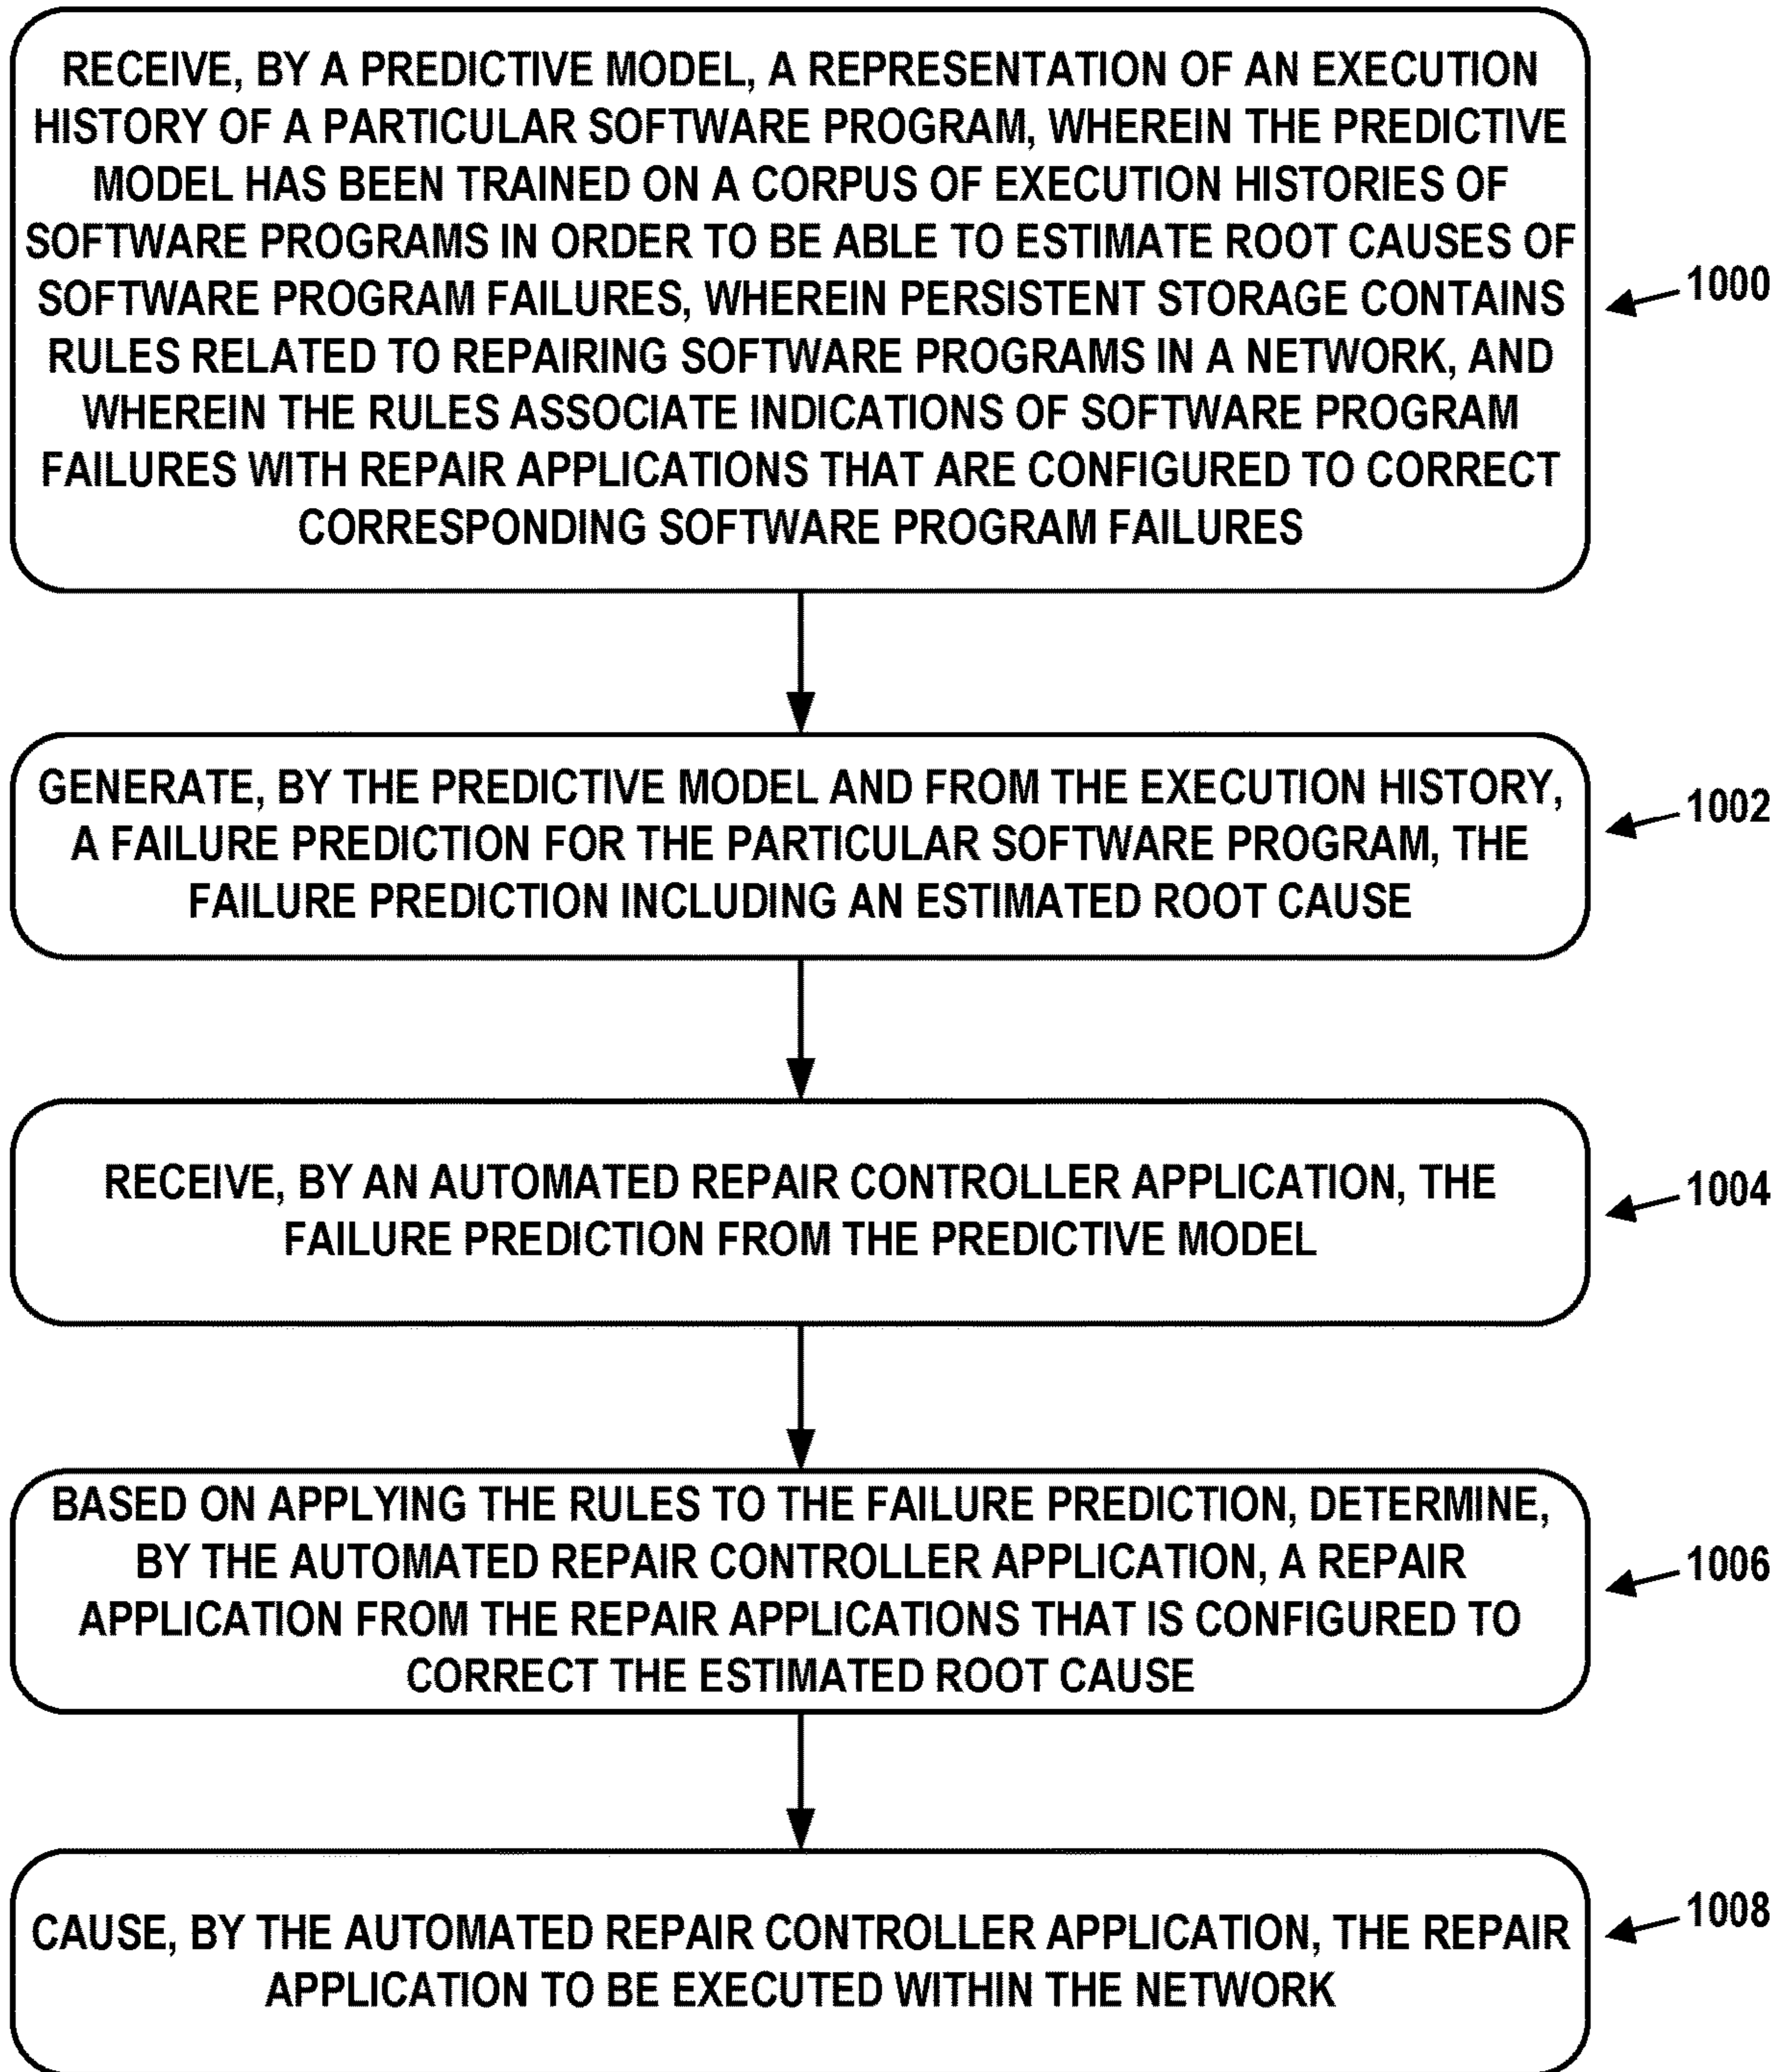 RECEIVE, BY A PREDICTIVE MODEL, A REPRESENTATION OF AN EXECUTION
HISTORY OF A PARTICULAR SOFTWARE PROGRAM, WHEREIN THE PREDICTIVE
MODEL HAS BEEN TRAINED ON A CORPUS OF EXECUTION HISTORIES OF
SOFTWARE PROGRAMS IN ORDER TO BE ABLE TO ESTIMATE ROOT CAUSES OF
SOFTWARE PROGRAM FAILURES, WHEREIN PERSISTENT STORAGE CONTAINS
RULES RELATED TO REPAIRING SOFTWARE PROGRAMS IN A NETWORK, AND
WHEREIN THE RULES ASSOCIATE INDICATIONS OF SOFTWARE PROGRAM
FAILURES WITH REPAIR APPLICATIONS THAT ARE CONFIGURED TO CORRECT
CORRESPONDING SOFTWARE PROGRAM FAILURES
1000
GENERATE, BY THE PREDICTIVE MODEL AND FROM THE EXECUTION HISTORY,
A FAILURE PREDICTION FOR THE PARTICULAR SOFTWARE PROGRAM, THE
FAILURE PREDICTION INCLUDING AN ESTIMATED ROOT CAUSE
1002
RECEIVE, BY AN AUTOMATED REPAIR CONTROLLER APPLICATION, THE
FAILURE PREDICTION FROM THE PREDICTIVE MODEL
1004
BASED ON APPLYING THE RULES TO THE FAILURE PREDICTION, DETERMINE,
BY THE AUTOMATED REPAIR CONTROLLER APPLICATION, A REPAIR
APPLICATION FROM THE REPAIR APPLICATIONS THAT IS CONFIGURED TO
CORRECT THE ESTIMATED ROOT CAUSE
1006
CAUSE, BY THE AUTOMATED REPAIR CONTROLLER APPLICATION, THE REPAIR
APPLICATION TO BE EXECUTED WITHIN THE NETWORK
1008